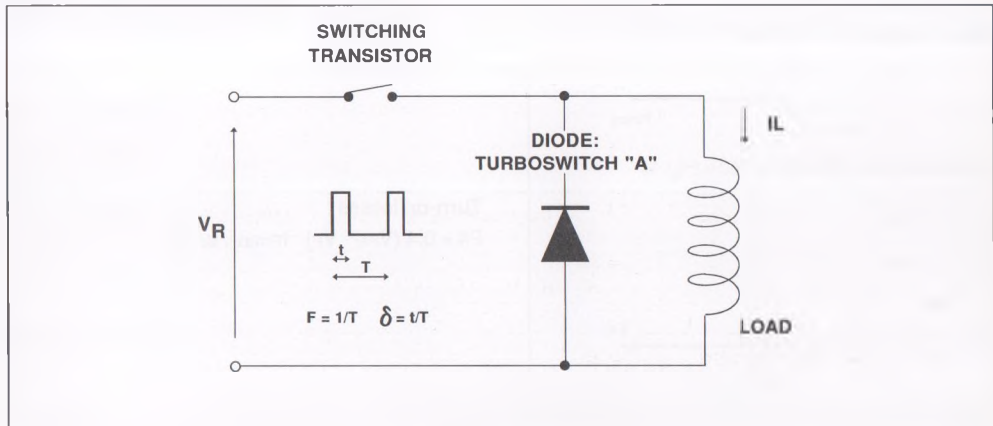 SWITCHING
TRANSISTOR
IL
DIODE:
TURBOSWITCH "A"
VR
t
T
F = 1/T δ = t/T
LOAD